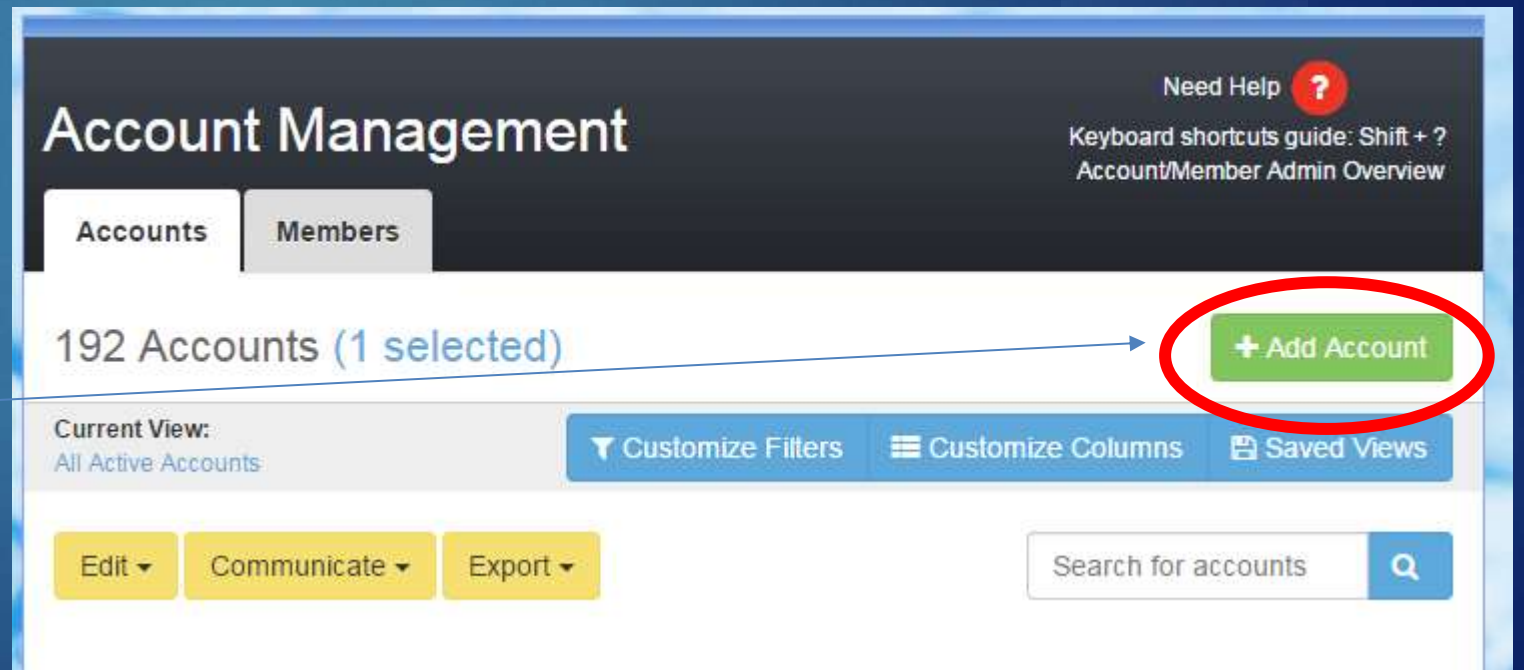 Need Help ?
Account Management
Keyboard shortcuts guide: Shift + ?
Account/Member Admin Overview
Accounts Members
192 Accounts (1 selected)
+ Add Account
Current View:
All Active Accounts
Customize Filters Customize Columns Saved Views
Edit Communicate Export
Search for accounts